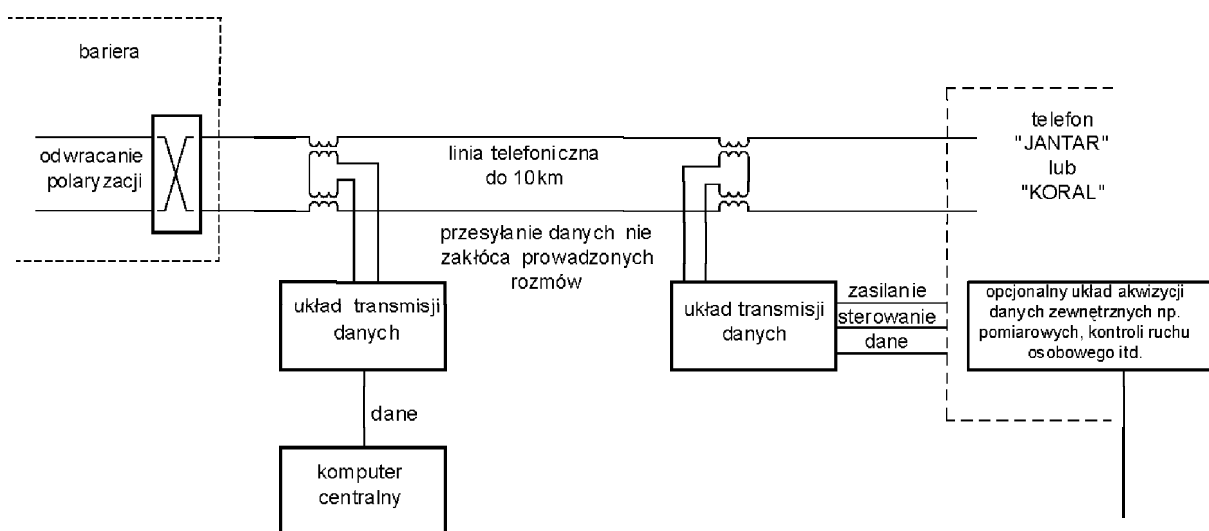 bariera
odwracanie
polaryzacji
linia telefoniczna
do 10km
telefon
"JANTAR"
lub
"KORAL"
przesyłanie danych nie
zakłóca prowadzonych
rozmów
układ transmisji
danych
układ transmisji
danych
zasilanie
sterowanie
dane
opcjonalny układ akwizycji
danych zewnętrznych np.
pomiarowych, kontroli ruchu
osobowego itd.
dane
komputer
centralny